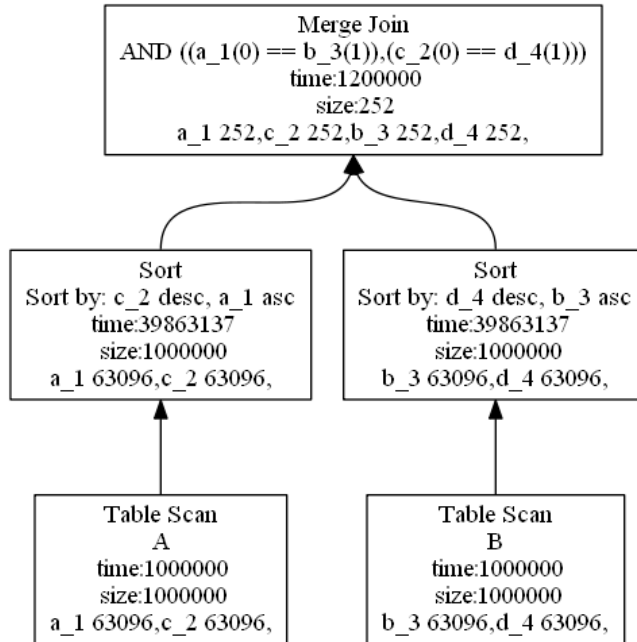 Merge Join
AND ((a_1(0) == b_3(1)),(c_2(0) == d_4(1)))
time:1200000
size:252
a_1 252,c_2 252,b_3 252,d_4 252,
Sort
Sort by: c_2 desc, a_1 asc
time:39863137
size:1000000
a_1 63096,c_2 63096,
Sort
Sort by: d_4 desc, b_3 asc
time:39863137
size:1000000
b_3 63096,d_4 63096,
Table Scan
A
time:1000000
size:1000000
a_1 63096,c_2 63096,
Table Scan
B
time:1000000
size:1000000
b_3 63096,d_4 63096,